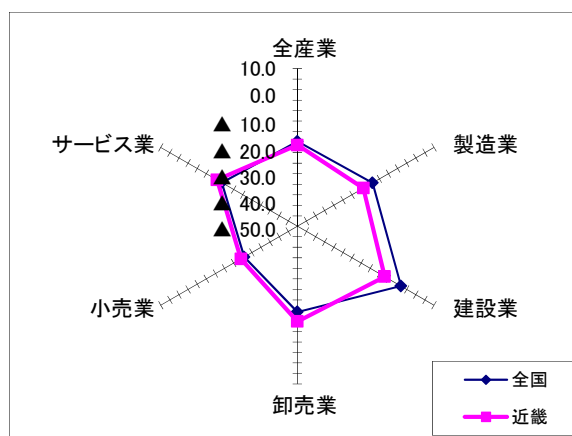 全産業
10.0
0.0
▲ 10.0
▲ 20.0
▲ 30.0
▲ 40.0
▲ 50.0
サービス業
製造業
小売業
建設業
卸売業
全国
近畿